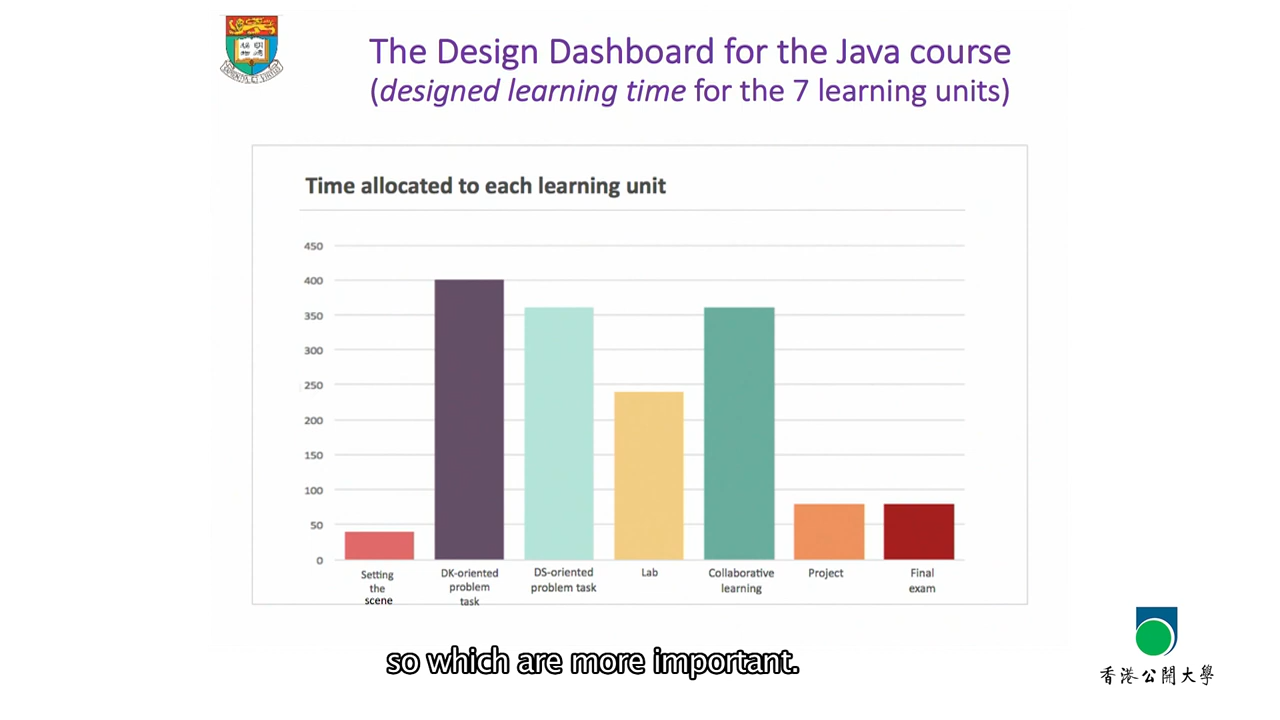 The Design Dashboard for the Java course
(designed learning time for the 7 learning units)
Time allocated to each learning unit
450
400
350
300
250
200
150
100
50
0
Setting
the
scene
DK-oriented
problem
task
DS-oriented
problem task
Lab
Collaborative
learning
Project
Final
exam
so which are more important.
香港公開大學